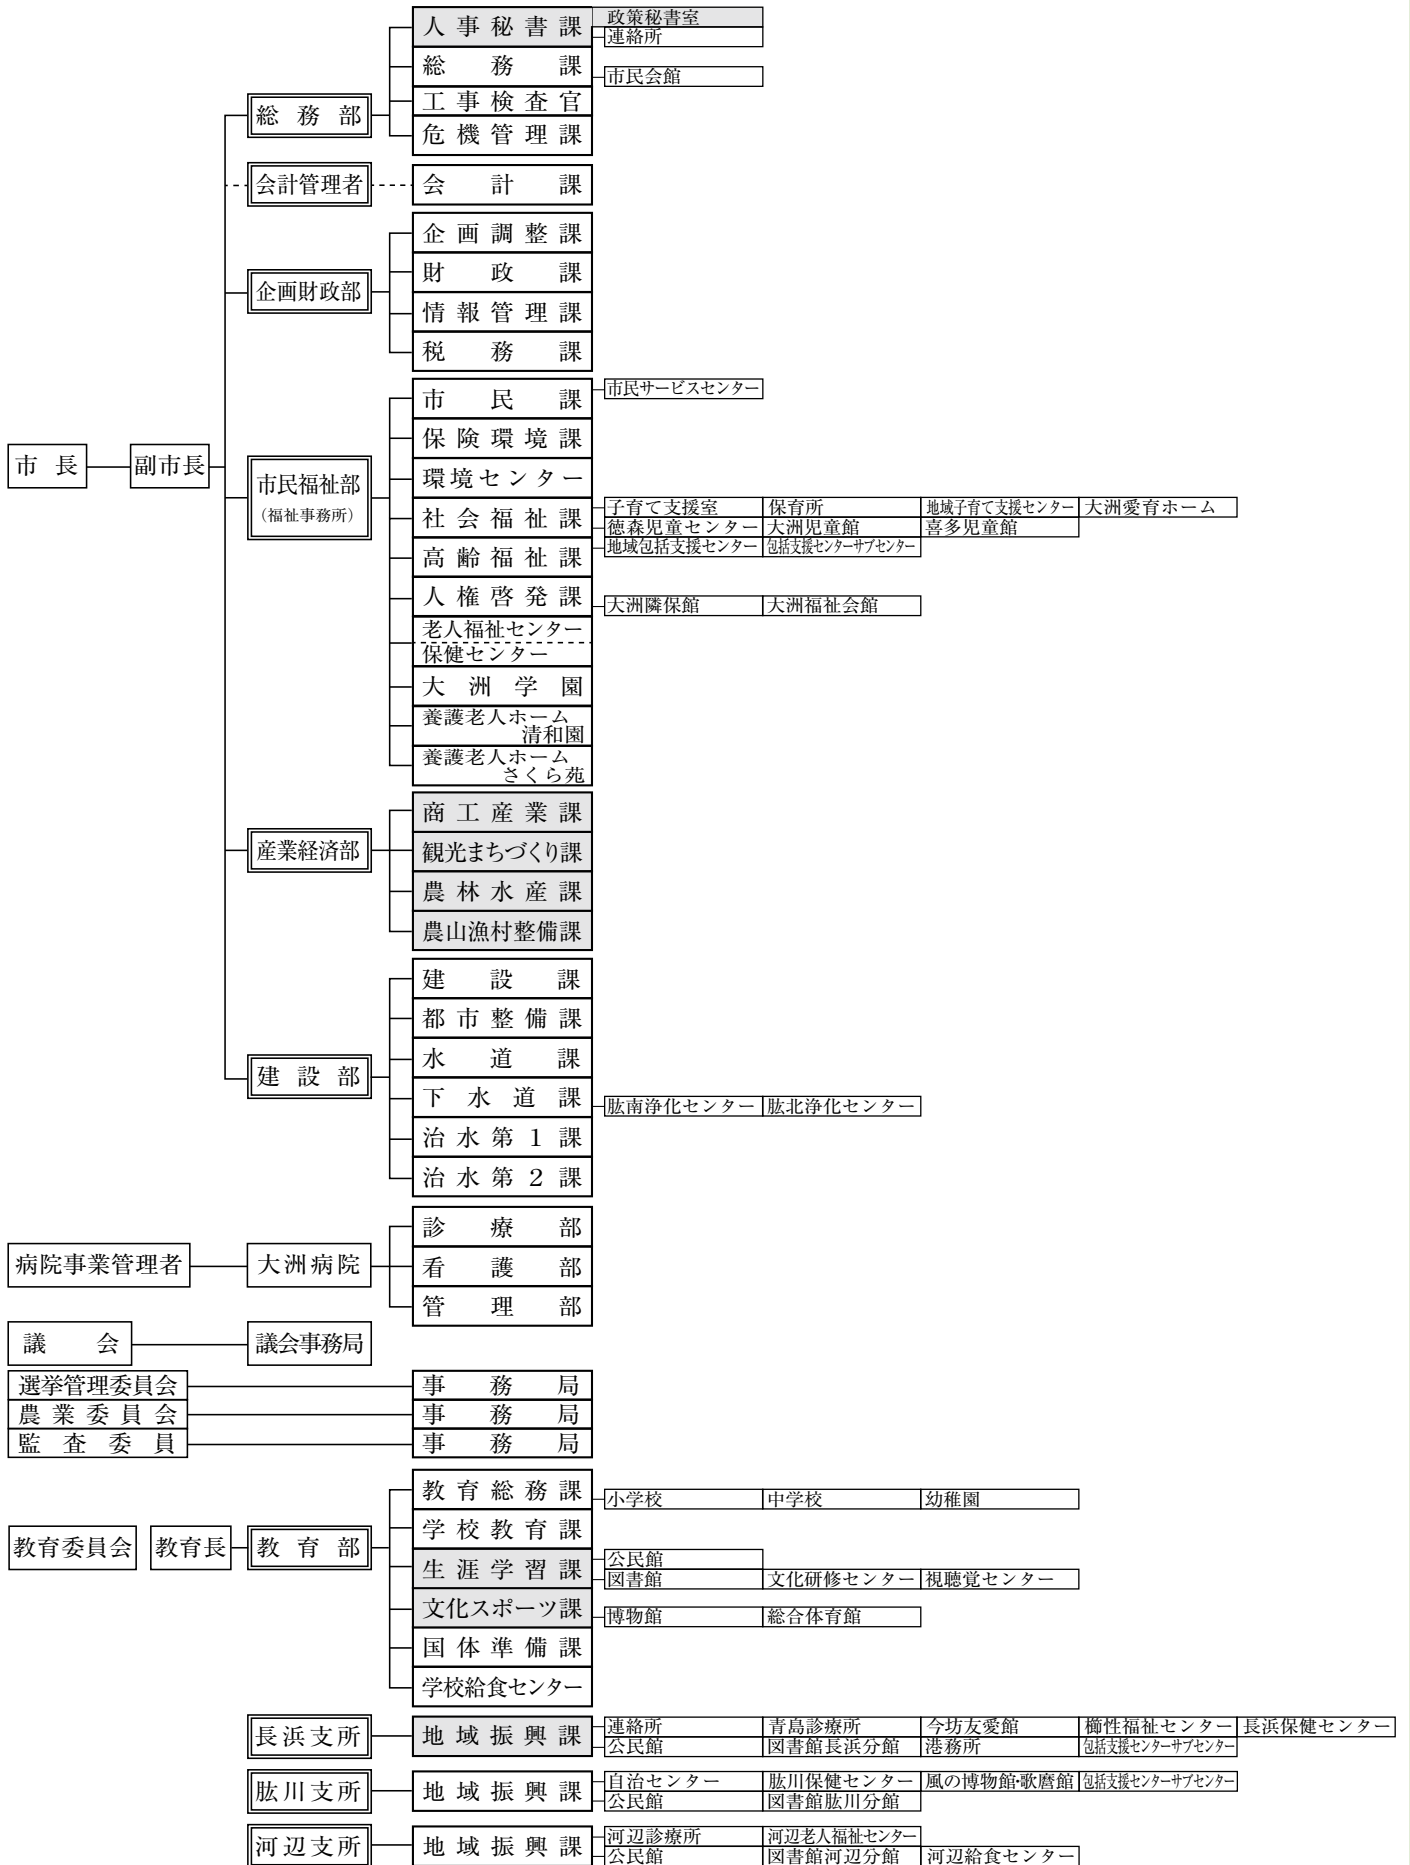 人事秘書課 政策秘書室
連絡所
総務課
市民会館
工事検査官
総務部
危機管理課
会計管理者 会計課
企画調整課
財政課
企画財政部
情報管理課
税務課
市民課 市民サービスセンター
保険環境課
市長 副市長
環境センター
市民福祉部
(福祉事務所)
社会福祉課 子育て支援室 保育所 地域子育て支援センター 大洲愛育ホーム
徳森児童センター 大洲児童館 喜多児童館
高齢福祉課 地域包括支援センター 包括支援センターサブセンター
人権啓発課 大洲隣保館 大洲福祉会館
老人福祉センター
保健センター
大洲学園
養護老人ホーム
清和園
養護老人ホーム
さくら苑
商工産業課
産業経済部 観光まちづくり課
農林水産課
農山漁村整備課
建設課
都市整備課
水道課
建設部
下水道課 肱南浄化センター 肱北浄化センター
治水第1課
治水第2課
診療部
病院事業管理者 大洲病院 看護部
管理部
議会 議会事務局
選挙管理委員会 事務局
農業委員会 事務局
監査委員 事務局
教育総務課 小学校 中学校 幼稚園
学校教育課
教育委員会 教育長 教育部
生涯学習課 公民館
図書館 文化研修センター 視聴覚センター
文化スポーツ課 博物館 総合体育館
国体準備課
学校給食センター
長浜支所 地域振興課 連絡所 青島診療所 今坊友愛館 櫛性福祉センター 長浜保健センター
公民館 図書館長浜分館 港務所 包括支援センターサブセンター
肱川支所 地域振興課 自治センター 肱川保健センター 風の博物館・歌麿館 包括支援センターサブセンター
公民館 図書館肱川分館
河辺支所 地域振興課 河辺診療所 河辺老人福祉センター
公民館 図書館河辺分館 河辺給食センター